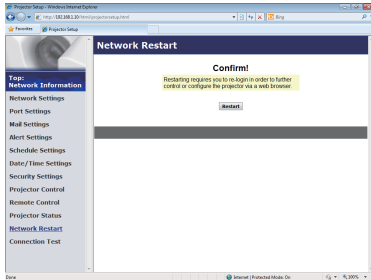 Projector Setup - Windows Internet Explorer
http://192.168.1.20/html/projectorsetup.html
Bing
Favorites
Projector Setup
Network Restart
Confirm!
Restarting requires you to re-login in order to further
control or configure the projector via a web browser.
Restart
Top:
Network Information
Network Settings
Port Settings
Mail Settings
Alert Settings
Schedule Settings
Date/Time Settings
Security Settings
Projector Control
Remote Control
Projector Status
Network Restart
Connection Test
Done
Internet | Protected Mode: On
100%